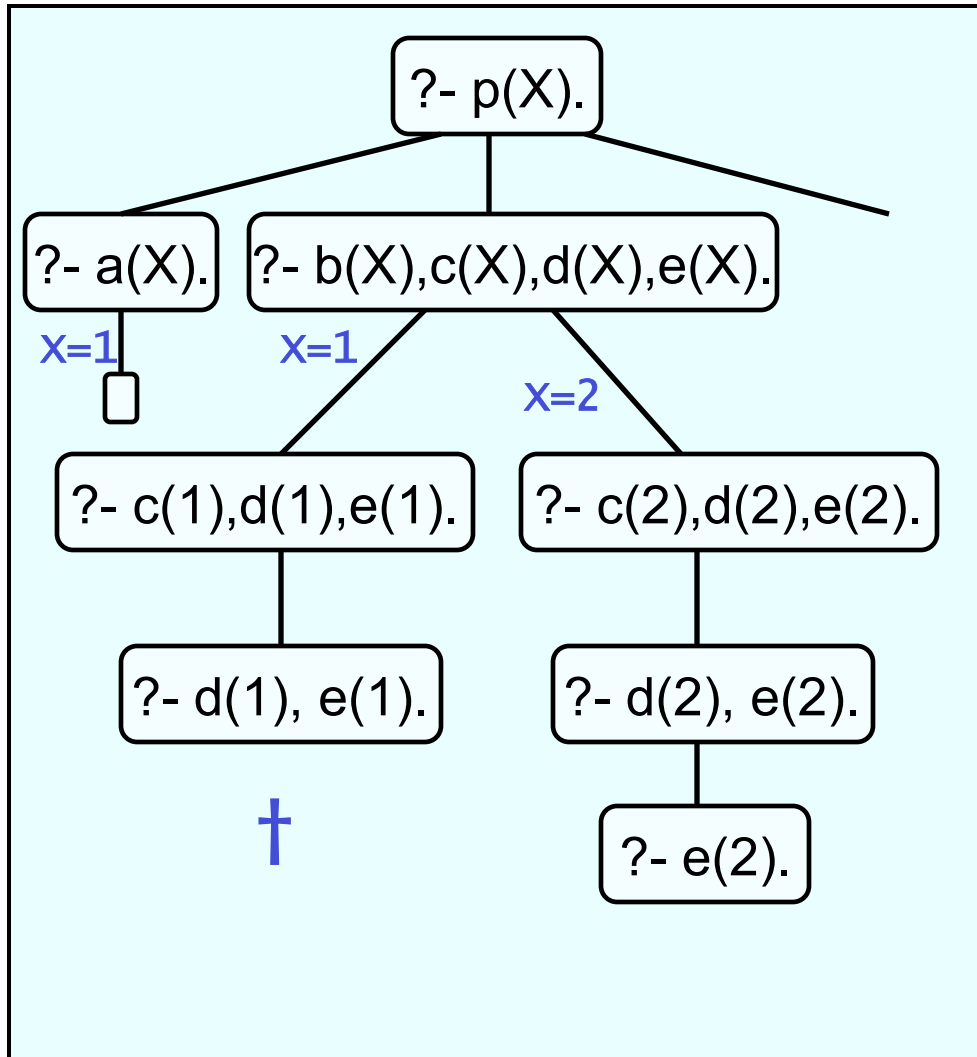 ?- p(X).
?- a(X).
?- b(X),c(X),d(X),e(X).
x=1
x=1
x=2
?- c(1),d(1),e(1).
?- c(2),d(2),e(2).
?- d(1), e(1).
?- d(2), e(2).
†
?- e(2).